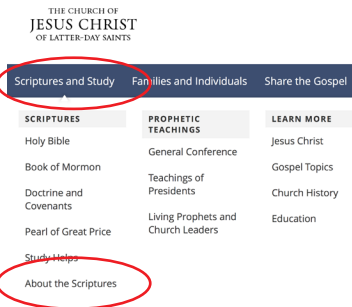 THE CHURCH OF
JESUS CHRIST
OF LATTER-DAY SAINTS
Scriptures and Study
Families and Individuals
Share the Gospel
SCRIPTURES
Holy Bible
Book of Mormon
Doctrine and
Covenants
Pearl of Great Price
Study Helps
About the Scriptures
PROPHETIC
TEACHINGS
General Conference
Teachings of
Presidents
Living Prophets and
Church Leaders
LEARN MORE
Jesus Christ
Gospel Topics
Church History
Education